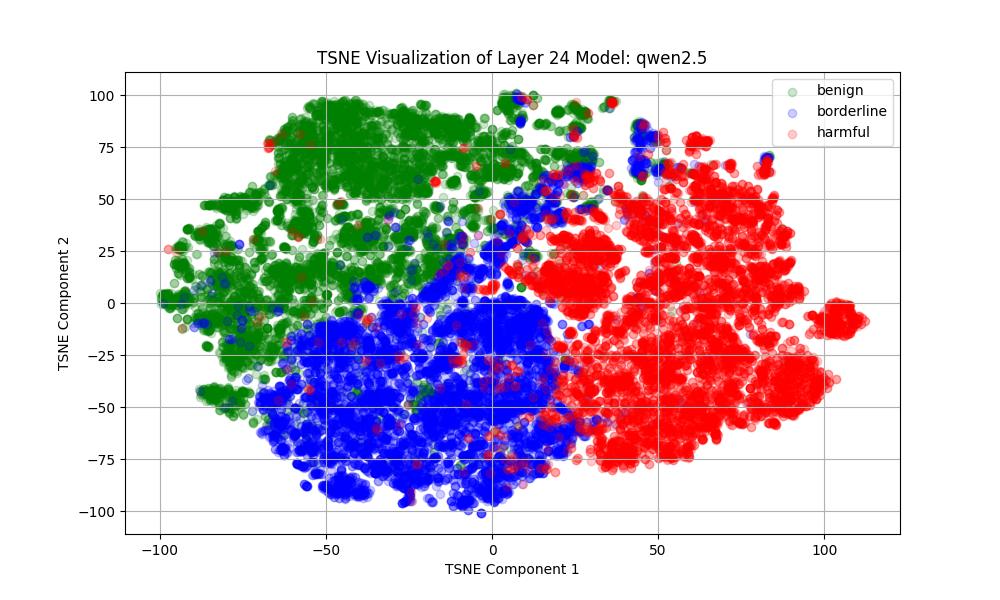 TSNE Visualization of Layer 24 Model: qwen2.5
benign
borderline
harmful
100
75
50
25
0
−25
−50
−75
−100
TSNE Component 2
−100
−50
0
50
100
TSNE Component 1